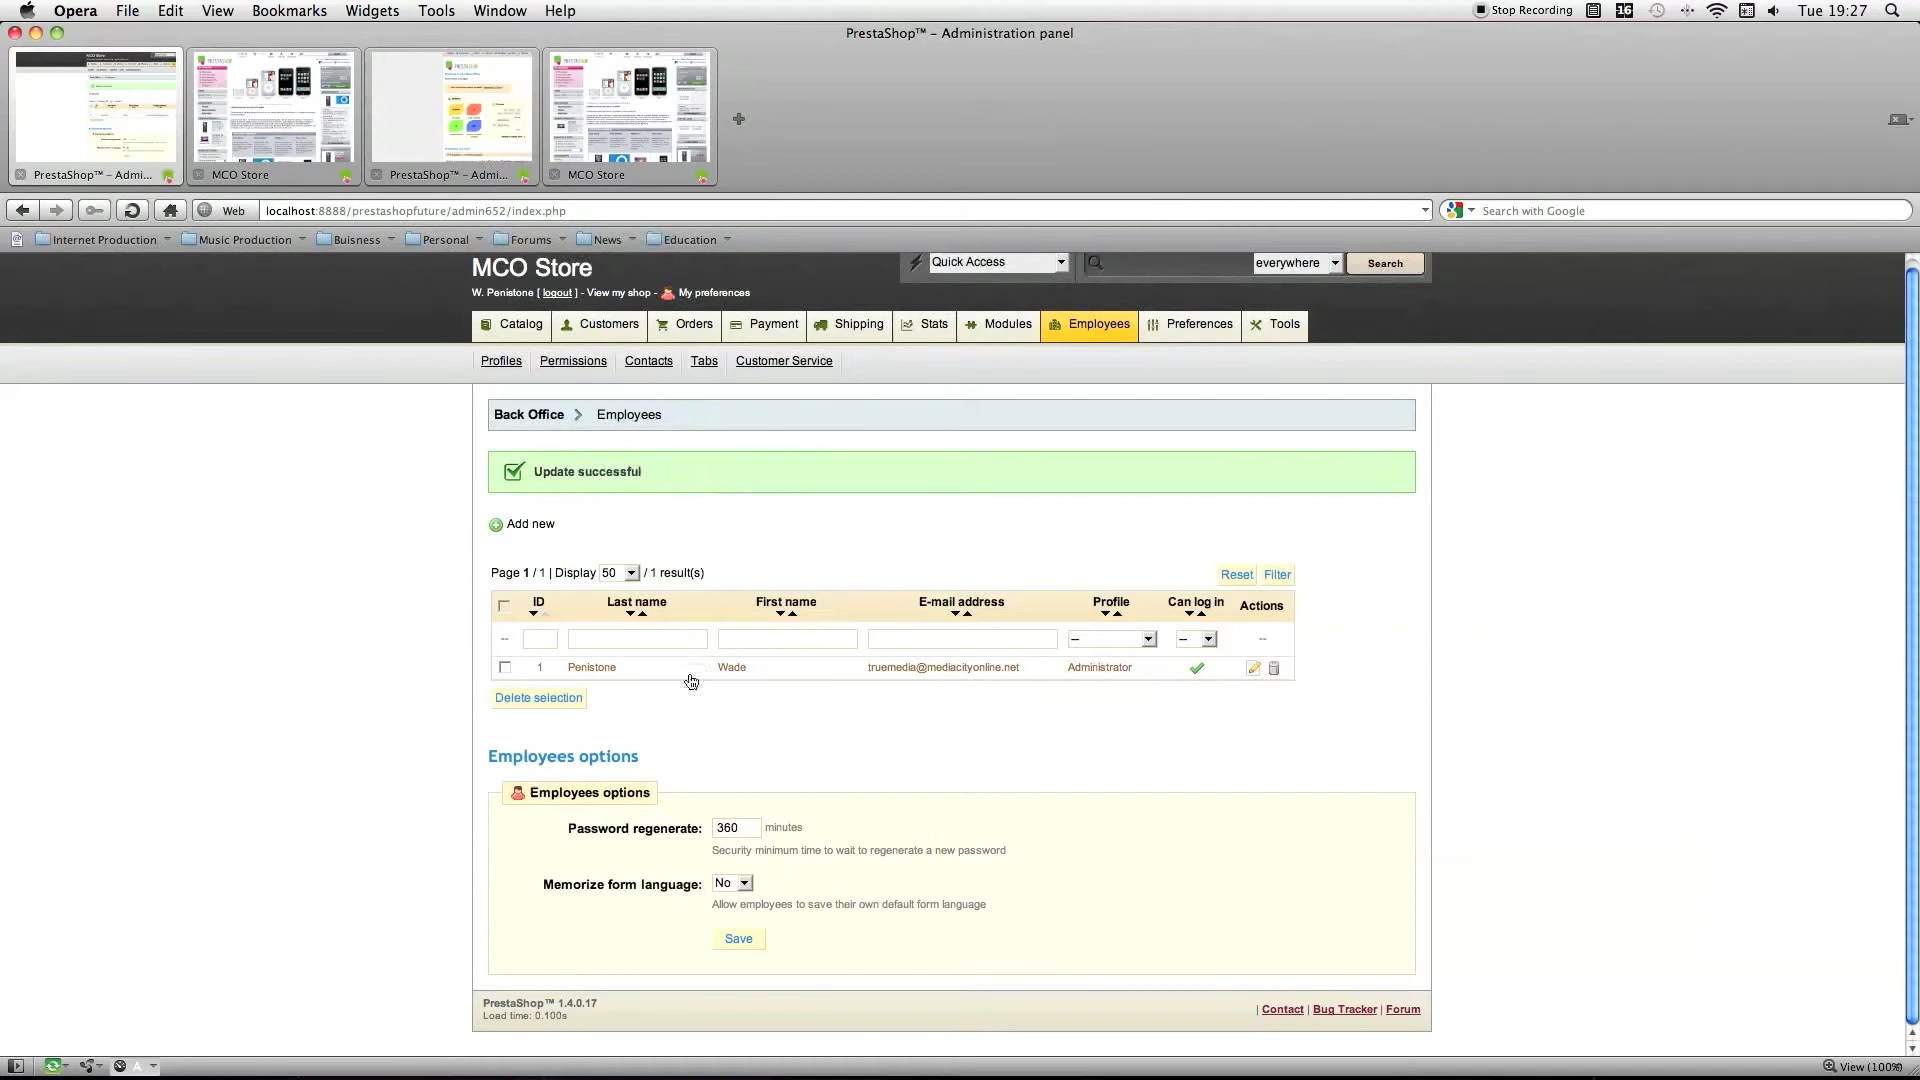 Opera File Edit View Bookmarks Widgets Tools Window Help
Stop Recording 16 Tue 19:27
PrestaShop™ – Administration panel
PrestaShop™ – Admi... MCO Store PrestaShop™ – Admi... MCO Store
Web localhost:8888/prestashopfuture/admin652/index.php Search with Google
Internet Production Music Production Buisness Personal Forums News Education
MCO Store Quick Access everywhere Search
W. Penistone [ logout ] - View my shop - My preferences
Catalog Customers Orders Payment Shipping Stats Modules Employees Preferences Tools
Profiles Permissions Contacts Tabs Customer Service
Back Office > Employees
Update successful
Add new
Page 1 / 1 | Display 50 / 1 result(s) Reset Filter
ID Last name First name E-mail address Profile Can log in Actions
-- -- -- --
1 Penistone Wade truemedia@mediacityonline.net Administrator
Delete selection
Employees options
Employees options
Password regenerate: 360 minutes
Security minimum time to wait to regenerate a new password
Memorize form language: No
Allow employees to save their own default form language
Save
PrestaShop™ 1.4.0.17
Load time: 0.100s
| Contact | Bug Tracker | Forum
View (100%)